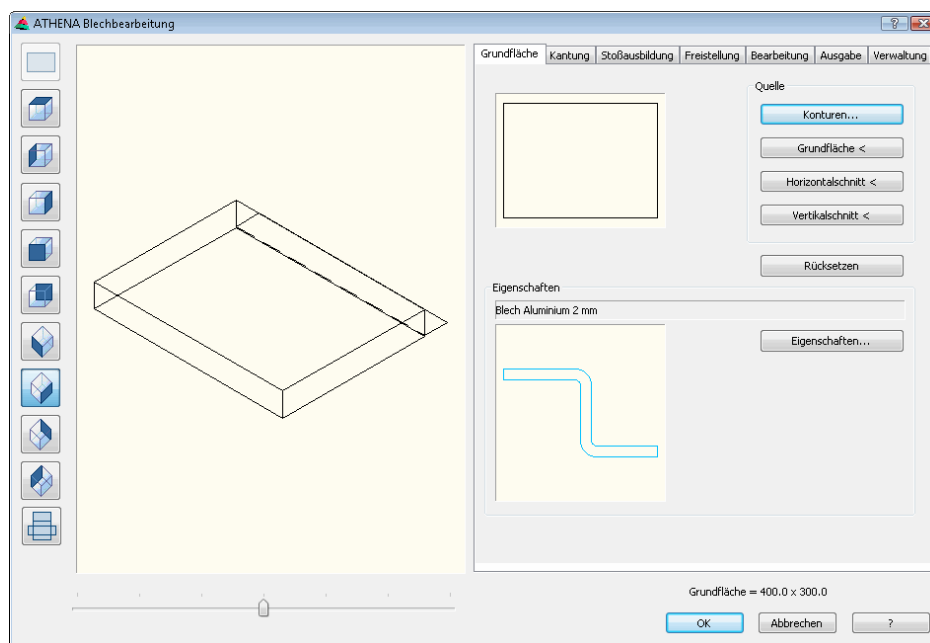 ATHENA Blechbearbeitung
Grundfläche Kantung Stoßausbildung Freistellung Bearbeitung Ausgabe Verwaltung
Quelle
Konturen...
Grundfläche <
Horizontalschnitt <
Vertikalschnitt <
Rücksetzen
Eigenschaften
Blech Aluminium 2 mm
Eigenschaften...
Grundfläche = 400.0 x 300.0
OK Abbrechen ?